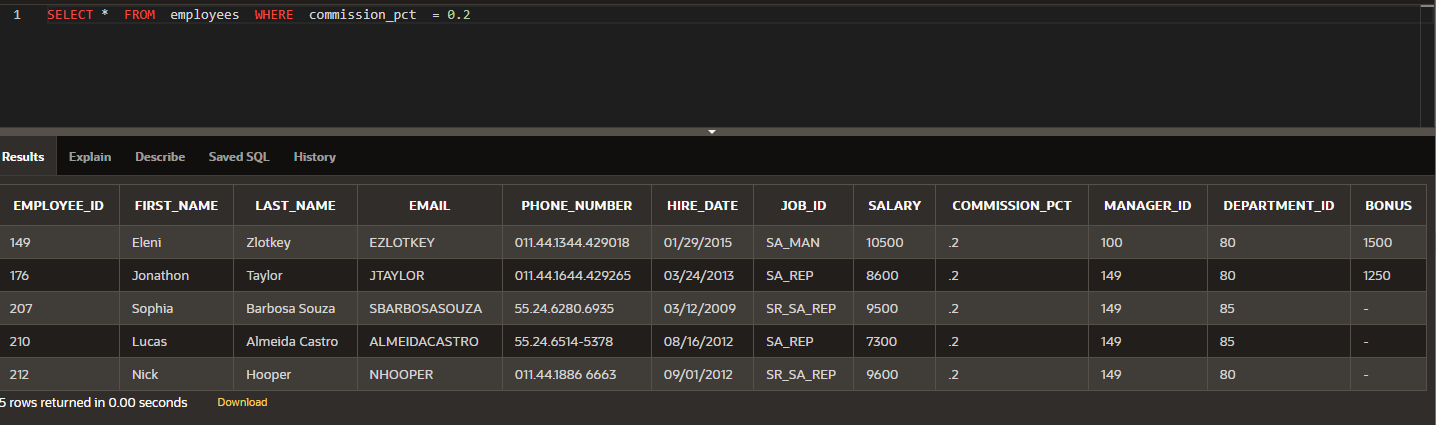 1 SELECT * FROM employees WHERE commission_pct = 0.2
Results Explain Describe Saved SQL History
EMPLOYEE_ID FIRST_NAME LAST_NAME EMAIL PHONE_NUMBER HIRE_DATE JOB_ID SALARY COMMISSION_PCT MANAGER_ID DEPARTMENT_ID BONUS
149 Eleni Zlotkey EZLOTKEY 011.44.1344.429018 01/29/2015 SA_MAN 10500 .2 100 80 1500
176 Jonathon Taylor JTAYLOR 011.44.1644.429265 03/24/2013 SA_REP 8600 .2 149 80 1250
207 Sophia Barbosa Souza SBARBOSASOUZA 55.24.6280.6935 03/12/2009 SR_SA_REP 9500 .2 149 85 -
210 Lucas Almeida Castro ALMEIDACASTRO 55.24.6514-5378 08/16/2012 SA_REP 7300 .2 149 85 -
212 Nick Hooper NHOOPER 011.44.1886 6663 09/01/2012 SR_SA_REP 9600 .2 149 80 -
5 rows returned in 0.00 seconds Download